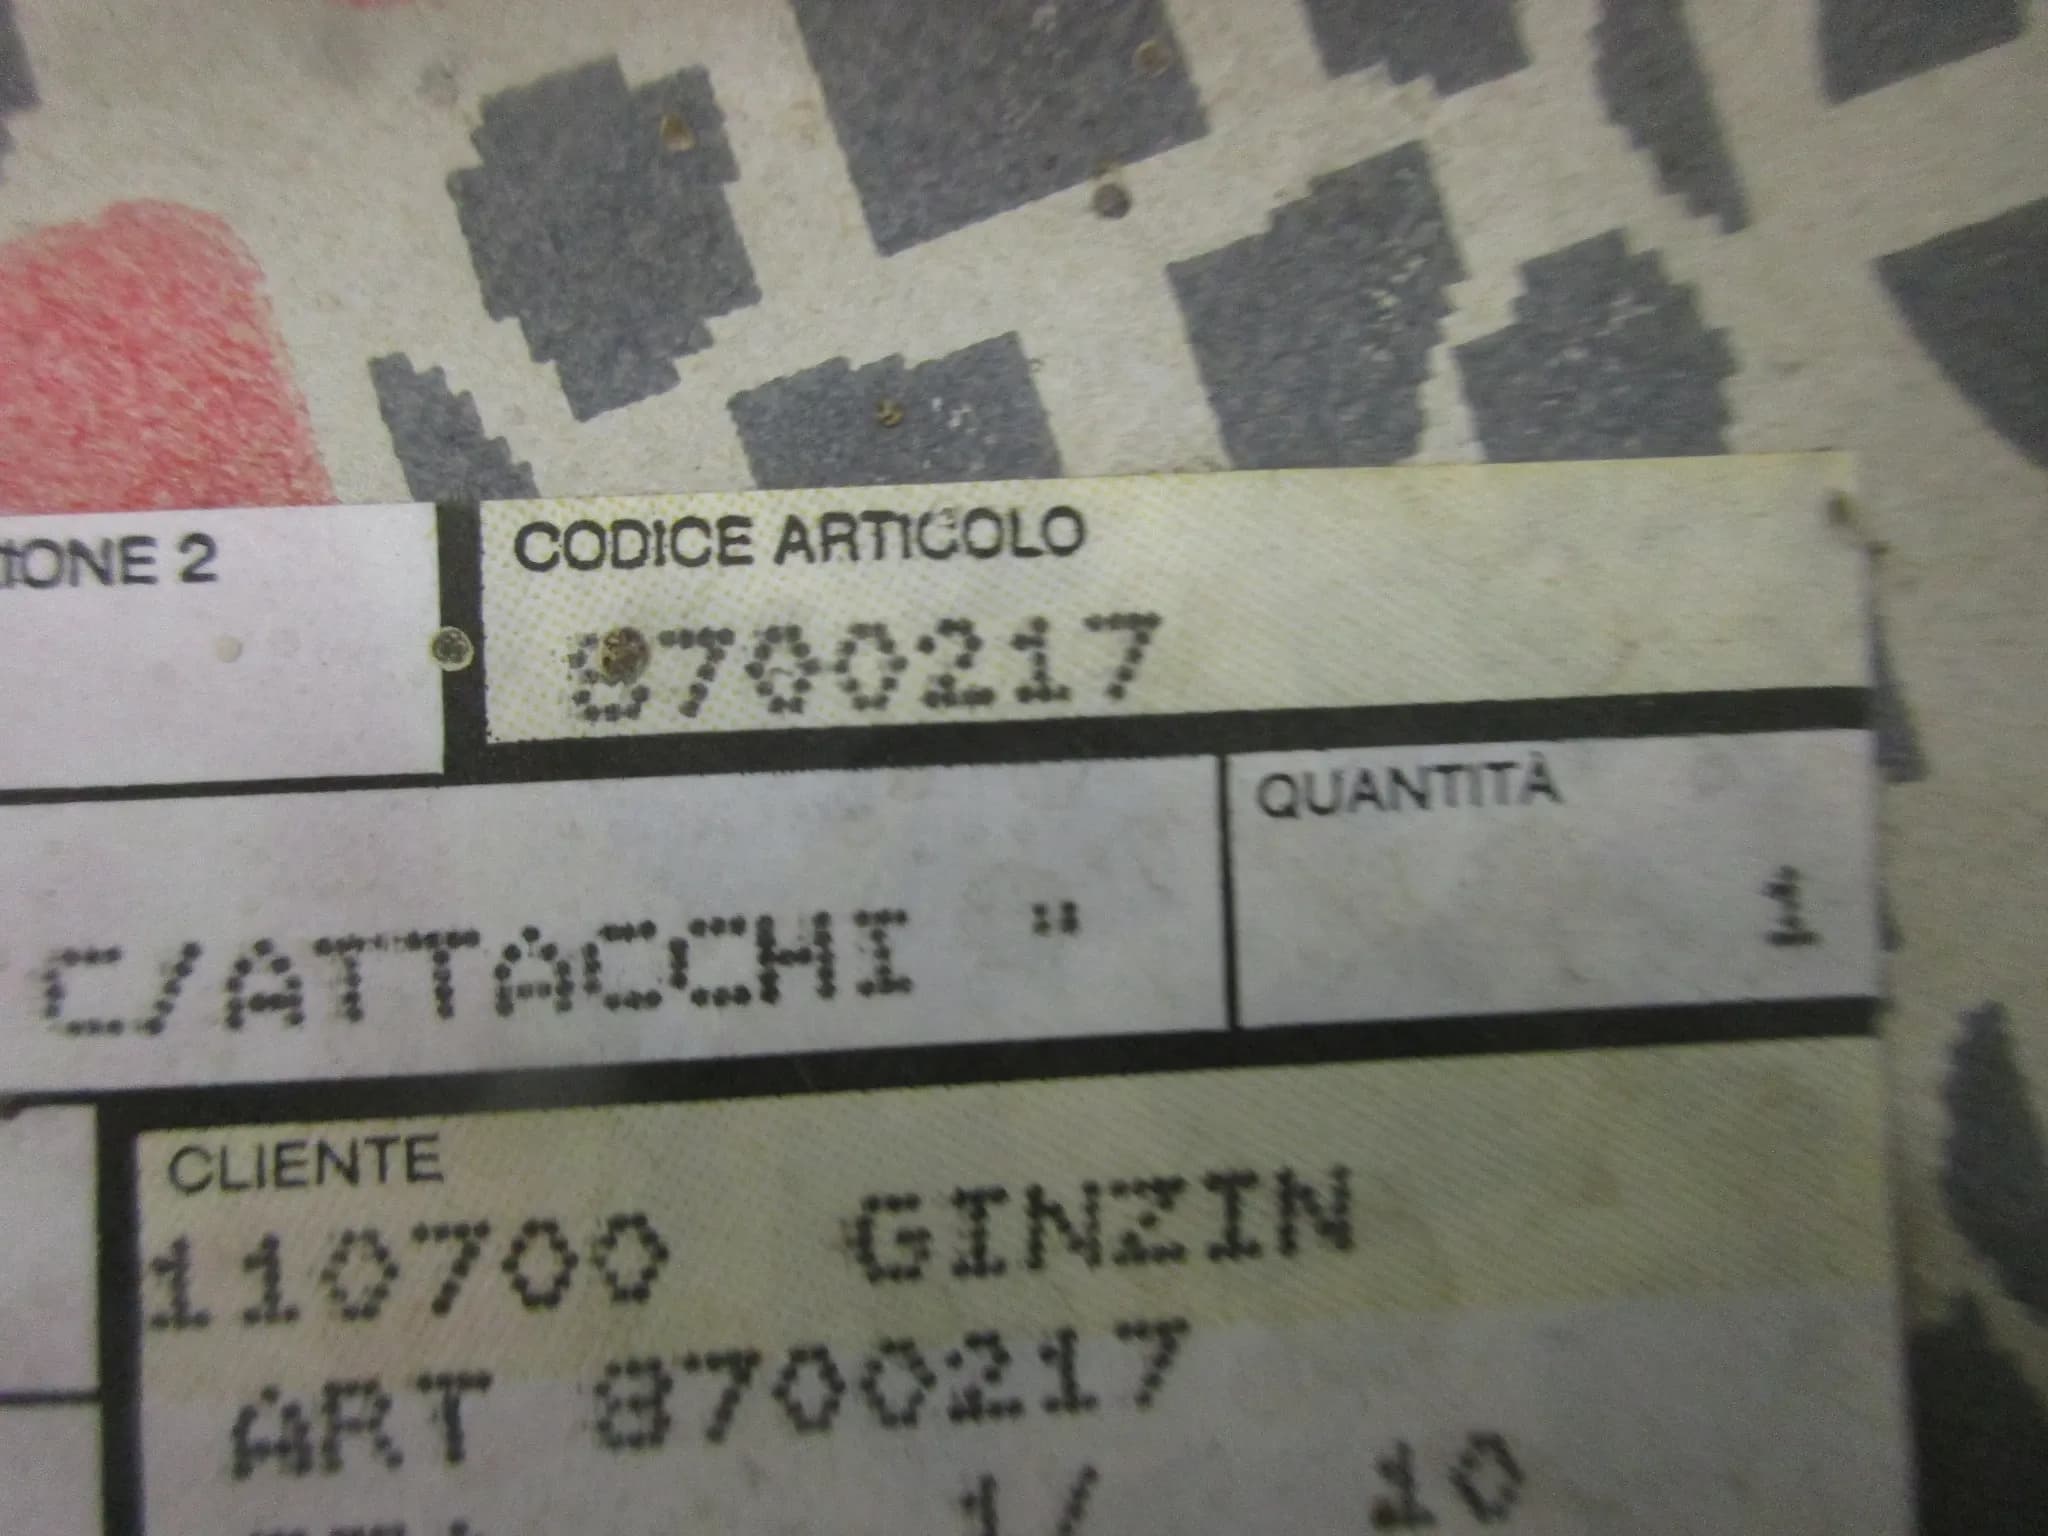 IONE 2
CODICE ARTICOLO
8700217
QUANTITÀ
1
C/ATTACCHI "
CLIENTE
110700 GINZIN
ART 8700217
1/ 10